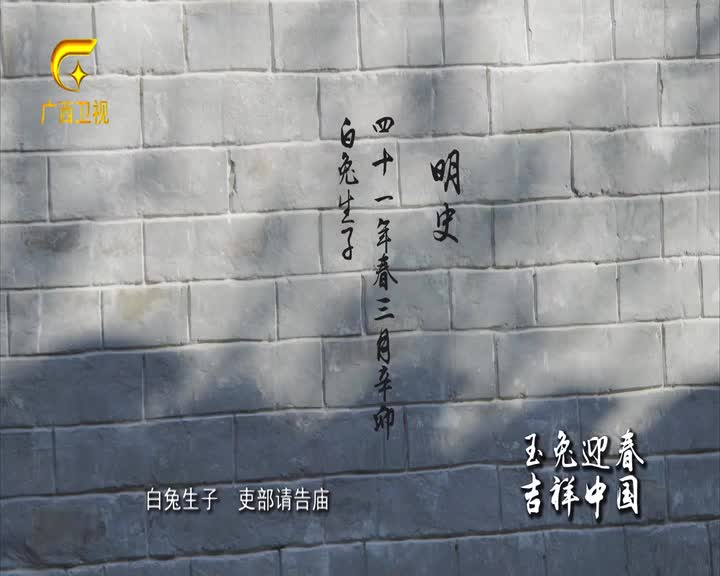 广西卫视
明史
四十一年春三月辛卯
白兔生子
玉兔迎春
吉祥中国
白兔生子 吏部请告庙